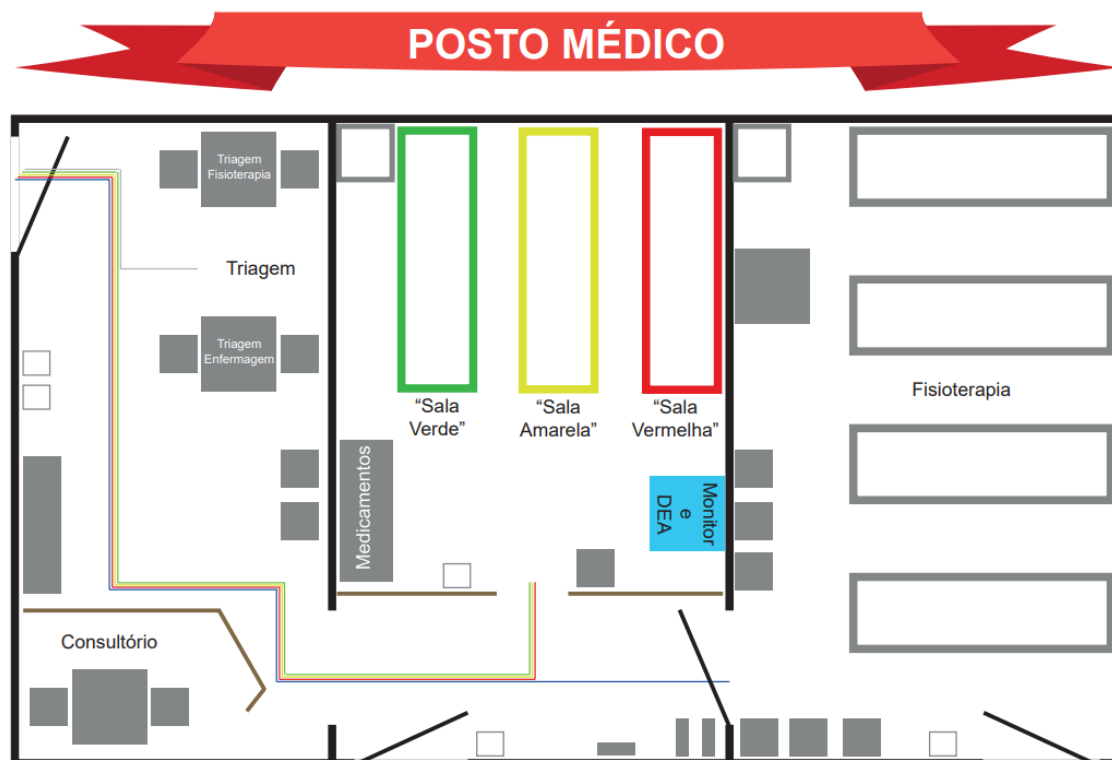 POSTO MÉDICO
Triagem
Fisioterapia
Triagem
Triagem
Enfermagem
“Sala
Verde”
“Sala
Amarela”
“Sala
Vermelha”
Fisioterapia
Medicamentos
Monitor
e
DEA
Consultório